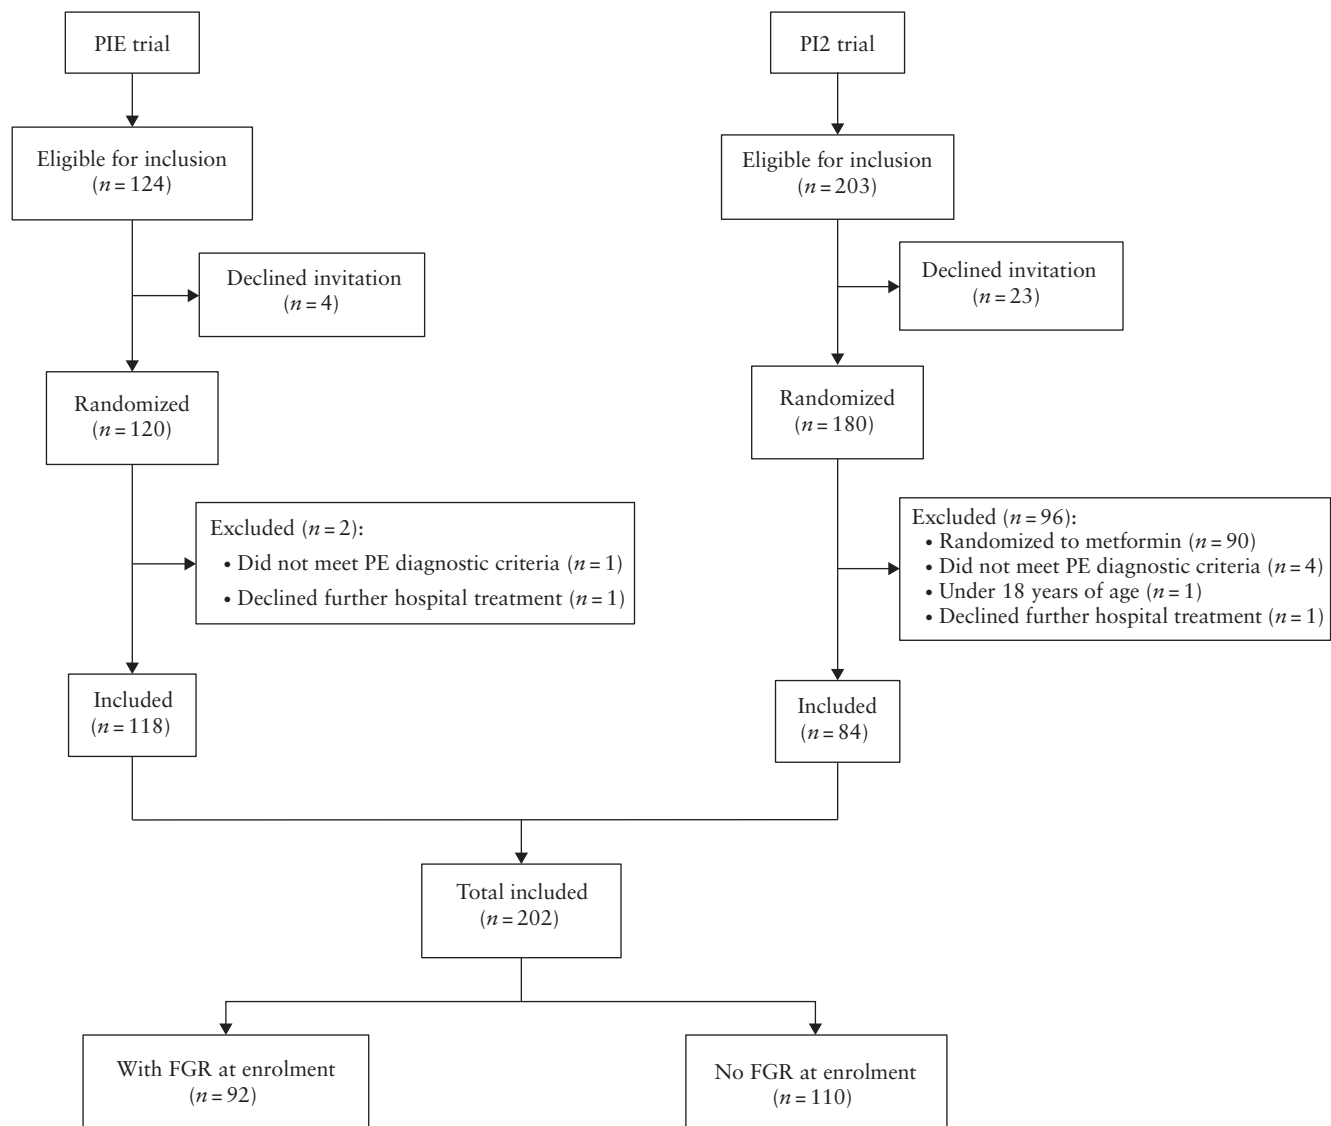 PIE trial
Eligible for inclusion
(n = 124)
Declined invitation
(n = 4)
Randomized
(n = 120)
Excluded (n = 2):
• Did not meet PE diagnostic criteria (n = 1)
• Declined further hospital treatment (n = 1)
Included
(n = 118)
PI2 trial
Eligible for inclusion
(n = 203)
Declined invitation
(n = 23)
Randomized
(n = 180)
Excluded (n = 96):
• Randomized to metformin (n = 90)
• Did not meet PE diagnostic criteria (n = 4)
• Under 18 years of age (n = 1)
• Declined further hospital treatment (n = 1)
Included
(n = 84)
Total included
(n = 202)
With FGR at enrolment
(n = 92)
No FGR at enrolment
(n = 110)